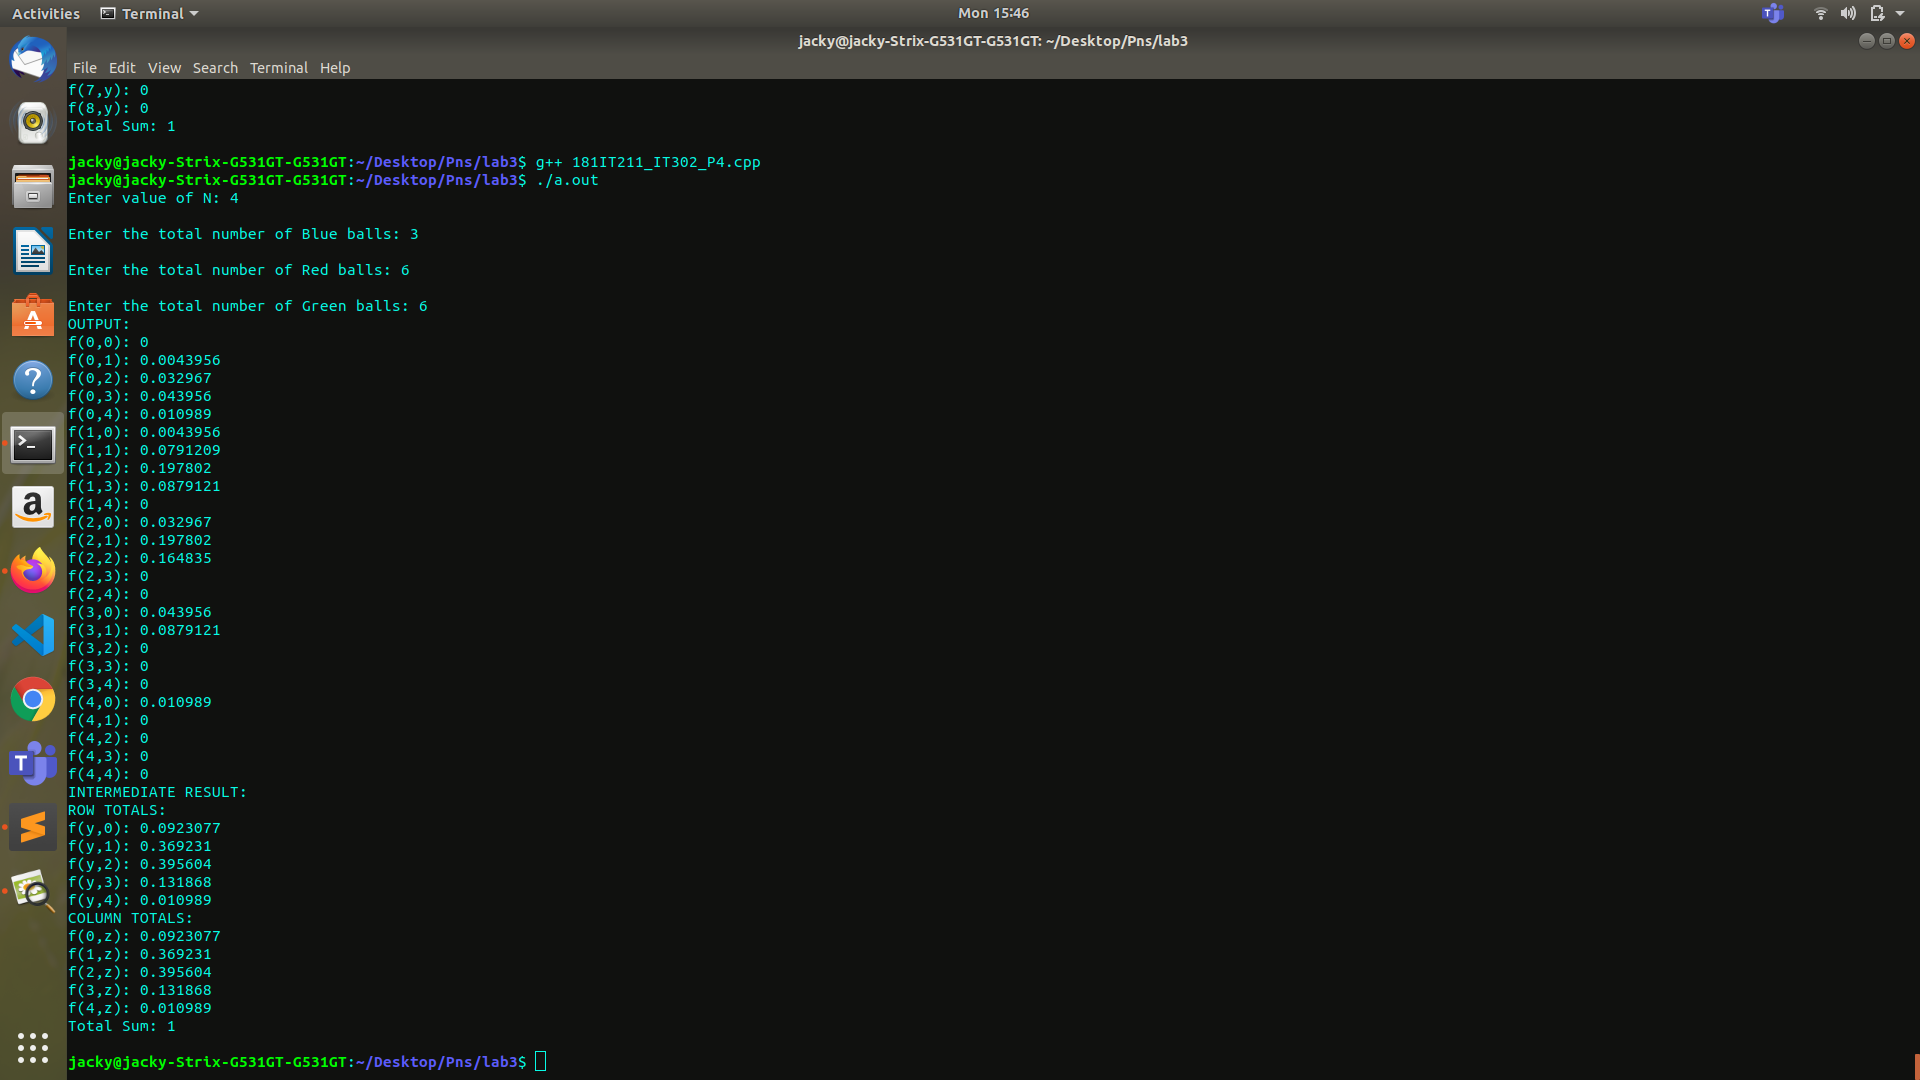 Activities Terminal Mon 15:46
jacky@jacky-Strix-G531GT-G531GT: ~/Desktop/Pns/lab3
File Edit View Search Terminal Help
f(7,y): 0
f(8,y): 0
Total Sum: 1
jacky@jacky-Strix-G531GT-G531GT:~/Desktop/Pns/lab3$ g++ 181IT211_IT302_P4.cpp
jacky@jacky-Strix-G531GT-G531GT:~/Desktop/Pns/lab3$ ./a.out
Enter value of N: 4
Enter the total number of Blue balls: 3
Enter the total number of Red balls: 6
Enter the total number of Green balls: 6
OUTPUT:
f(0,0): 0
f(0,1): 0.0043956
f(0,2): 0.032967
f(0,3): 0.043956
f(0,4): 0.010989
f(1,0): 0.0043956
f(1,1): 0.0791209
f(1,2): 0.197802
f(1,3): 0.0879121
f(1,4): 0
f(2,0): 0.032967
f(2,1): 0.197802
f(2,2): 0.164835
f(2,3): 0
f(2,4): 0
f(3,0): 0.043956
f(3,1): 0.0879121
f(3,2): 0
f(3,3): 0
f(3,4): 0
f(4,0): 0.010989
f(4,1): 0
f(4,2): 0
f(4,3): 0
f(4,4): 0
INTERMEDIATE RESULT:
ROW TOTALS:
f(y,0): 0.0923077
f(y,1): 0.369231
f(y,2): 0.395604
f(y,3): 0.131868
f(y,4): 0.010989
COLUMN TOTALS:
f(0,z): 0.0923077
f(1,z): 0.369231
f(2,z): 0.395604
f(3,z): 0.131868
f(4,z): 0.010989
Total Sum: 1
jacky@jacky-Strix-G531GT-G531GT:~/Desktop/Pns/lab3$